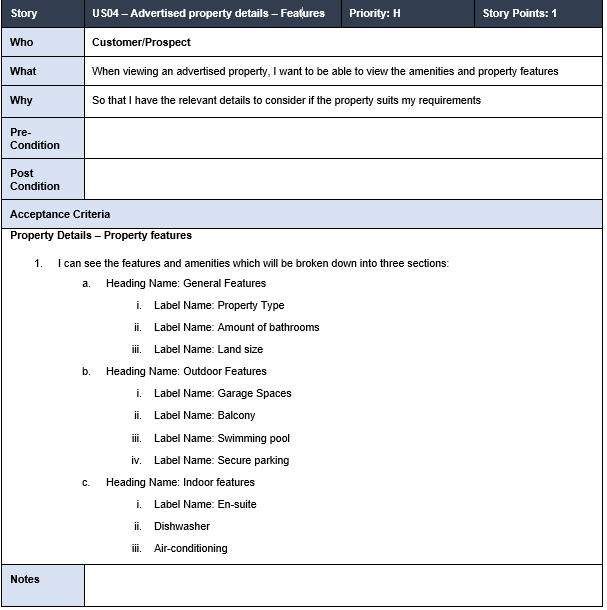 Story US04 – Advertised property details – Features Priority: H Story Points: 1
Who Customer/Prospect
What When viewing an advertised property, I want to be able to view the amenities and property features
Why So that I have the relevant details to consider if the property suits my requirements
Pre-
Condition
Post
Condition
Acceptance Criteria
Property Details – Property features
1. I can see the features and amenities which will be broken down into three sections:
a. Heading Name: General Features
i. Label Name: Property Type
ii. Label Name: Amount of bathrooms
iii. Label Name: Land size
b. Heading Name: Outdoor Features
i. Label Name: Garage Spaces
ii. Label Name: Balcony
iii. Label Name: Swimming pool
iv. Label Name: Secure parking
c. Heading Name: Indoor features
i. Label Name: En-suite
ii. Dishwasher
iii. Air-conditioning
Notes